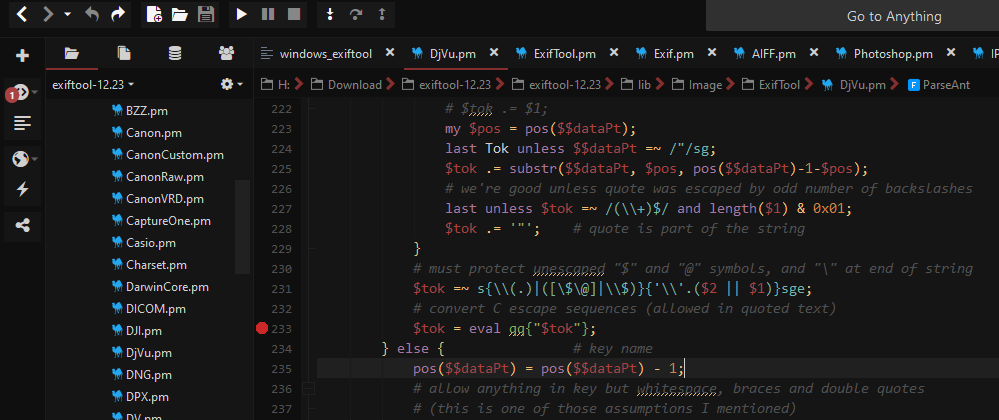 Go to Anything
windows_exiftool
DjVu.pm
ExifTool.pm
Exif.pm
AIFF.pm
Photoshop.pm
exiftool-12.23
H:
Download
exiftool-12.23
exiftool-12.23
lib
Image
ExifTool
DjVu.pm
F
ParseAnt
1
BZZ.pm
Canon.pm
CanonCustom.pm
CanonRaw.pm
CanonVRD.pm
CaptureOne.pm
Casio.pm
Charset.pm
DarwinCore.pm
DICOM.pm
DJI.pm
DjVu.pm
DNG.pm
DPX.pm
DV.pm
222 # $tok .= $1;
223 my $pos = pos($$dataPt);
224 last Tok unless $$dataPt =~ /"/sg;
225 $tok .= substr($$dataPt, $pos, pos($$dataPt)-1-$pos);
226 # we're good unless quote was escaped by odd number of backslashes
227 last unless $tok =~ /(\\+)$/ and length($1) & 0x01;
228 $tok .= '"'; # quote is part of the string
229 }
230 # must protect unescaped "$" and "@" symbols, and "\" at end of string
231 $tok =~ s{\\(.)|([\$\@]|\\$)}{'\\'.($2 || $1)}sge;
232 # convert C escape sequences (allowed in quoted text)
233 $tok = eval qq{"$tok"};
234 } else { # key name
235 pos($$dataPt) = pos($$dataPt) - 1;
236 # allow anything in key but whitespace, braces and double quotes
237 # (this is one of those assumptions I mentioned)